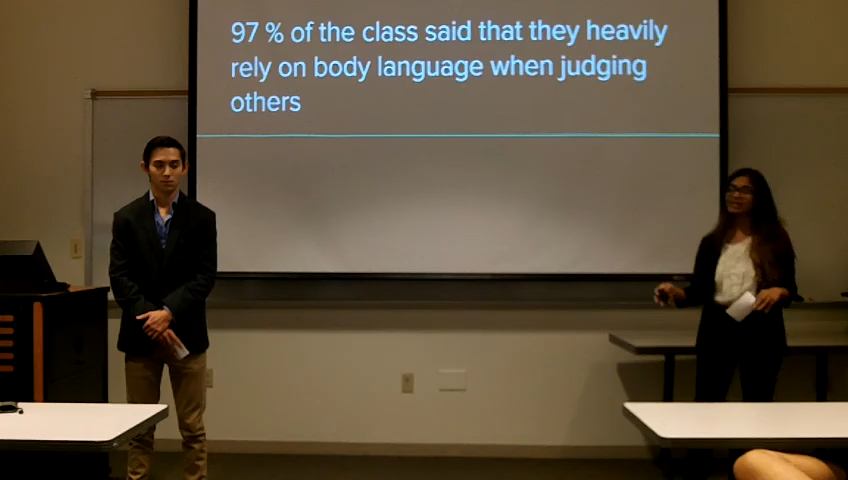 97 % of the class said that they heavily
rely on body language when judging
others